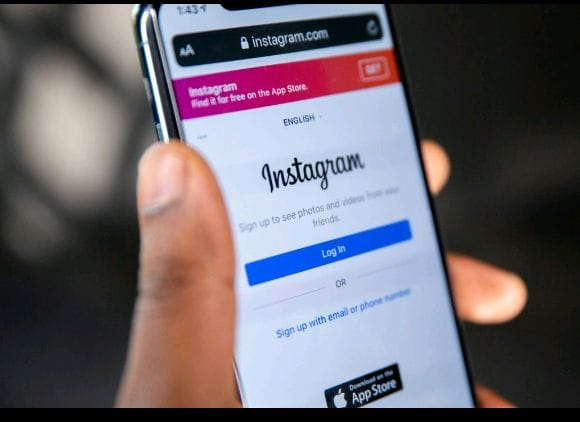 1:43
AA instagram.com
Instagram
Find it for free on the App Store.
GET
ENGLISH
Instagram
Sign up to see photos and videos from your
friends.
Log In
OR
Sign up with email or phone number
Download on the
App Store